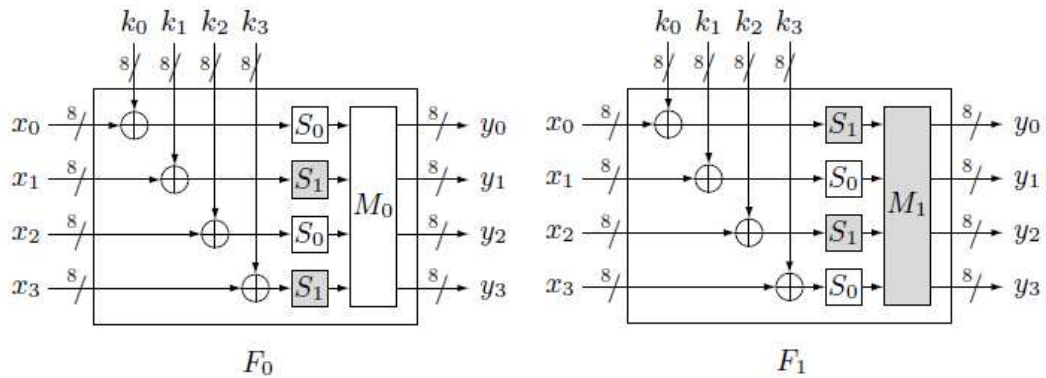 k₀ k₁ k₂ k₃ k₀ k₁ k₂ k₃
8 8 8 8 8 8 8 8
x₀ 8 S₀ 8 y₀ x₀ 8 S₁ 8 y₀
x₁ 8 S₁ 8 y₁ x₁ 8 S₀ 8 y₁
M₀ M₁
x₂ 8 S₀ 8 y₂ x₂ 8 S₁ 8 y₂
x₃ 8 S₁ 8 y₃ x₃ 8 S₀ 8 y₃
F₀ F₁